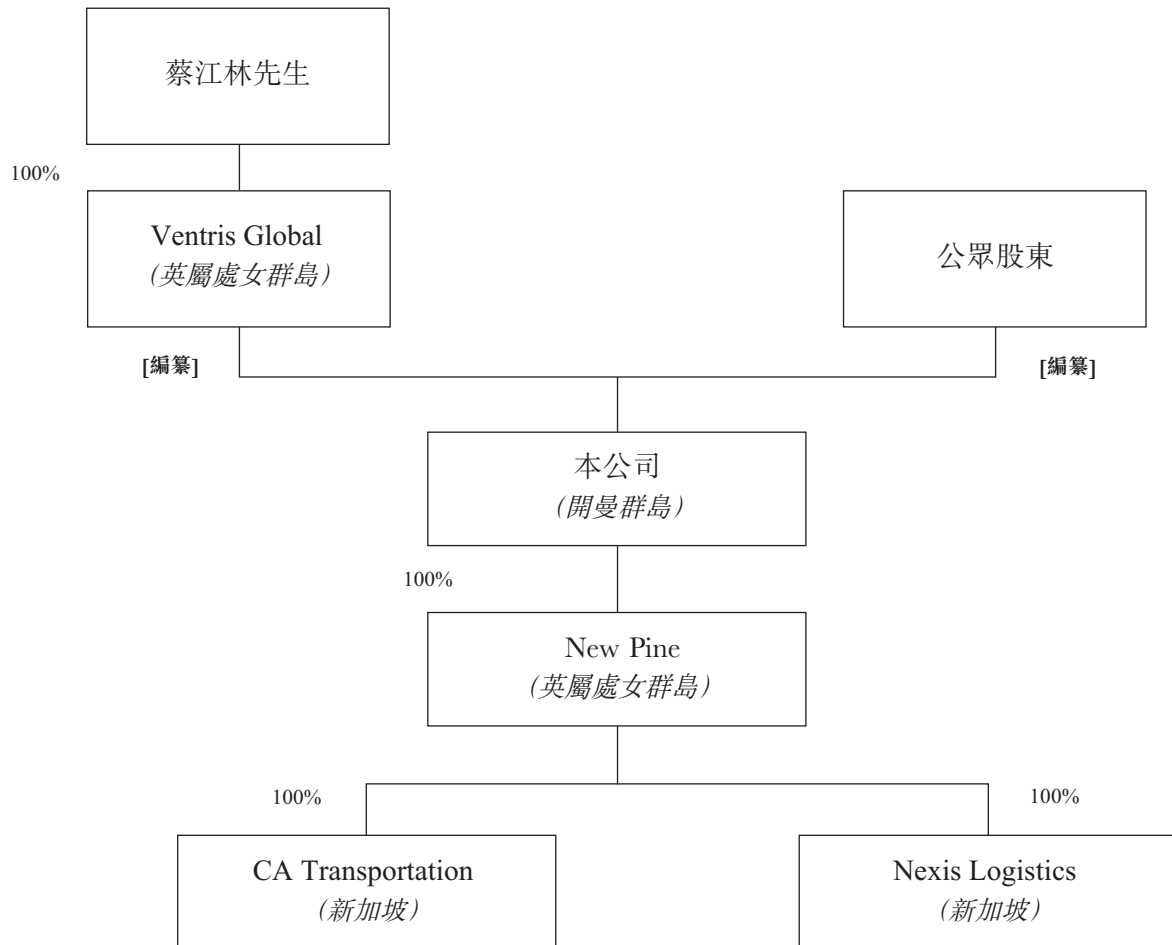 蔡江林先生
100%
Ventris Global
(英屬處女群島)
公眾股東
[編纂]
[編纂]
本公司
(開曼群島)
100%
New Pine
(英屬處女群島)
100%
100%
CA Transportation
(新加坡)
Nexis Logistics
(新加坡)